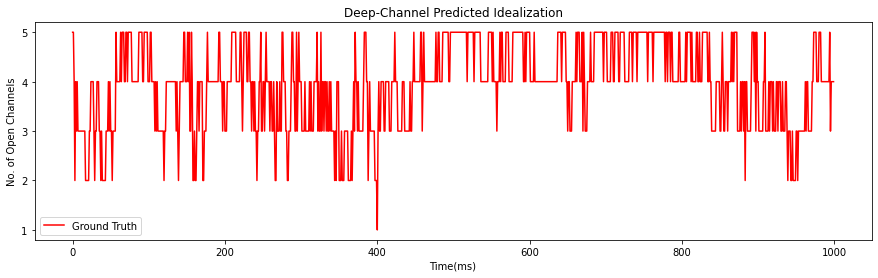 Deep-Channel Predicted Idealization
No. of Open Channels
5
4
3
2
1
Ground Truth
0
200
400
600
800
1000
Time(ms)